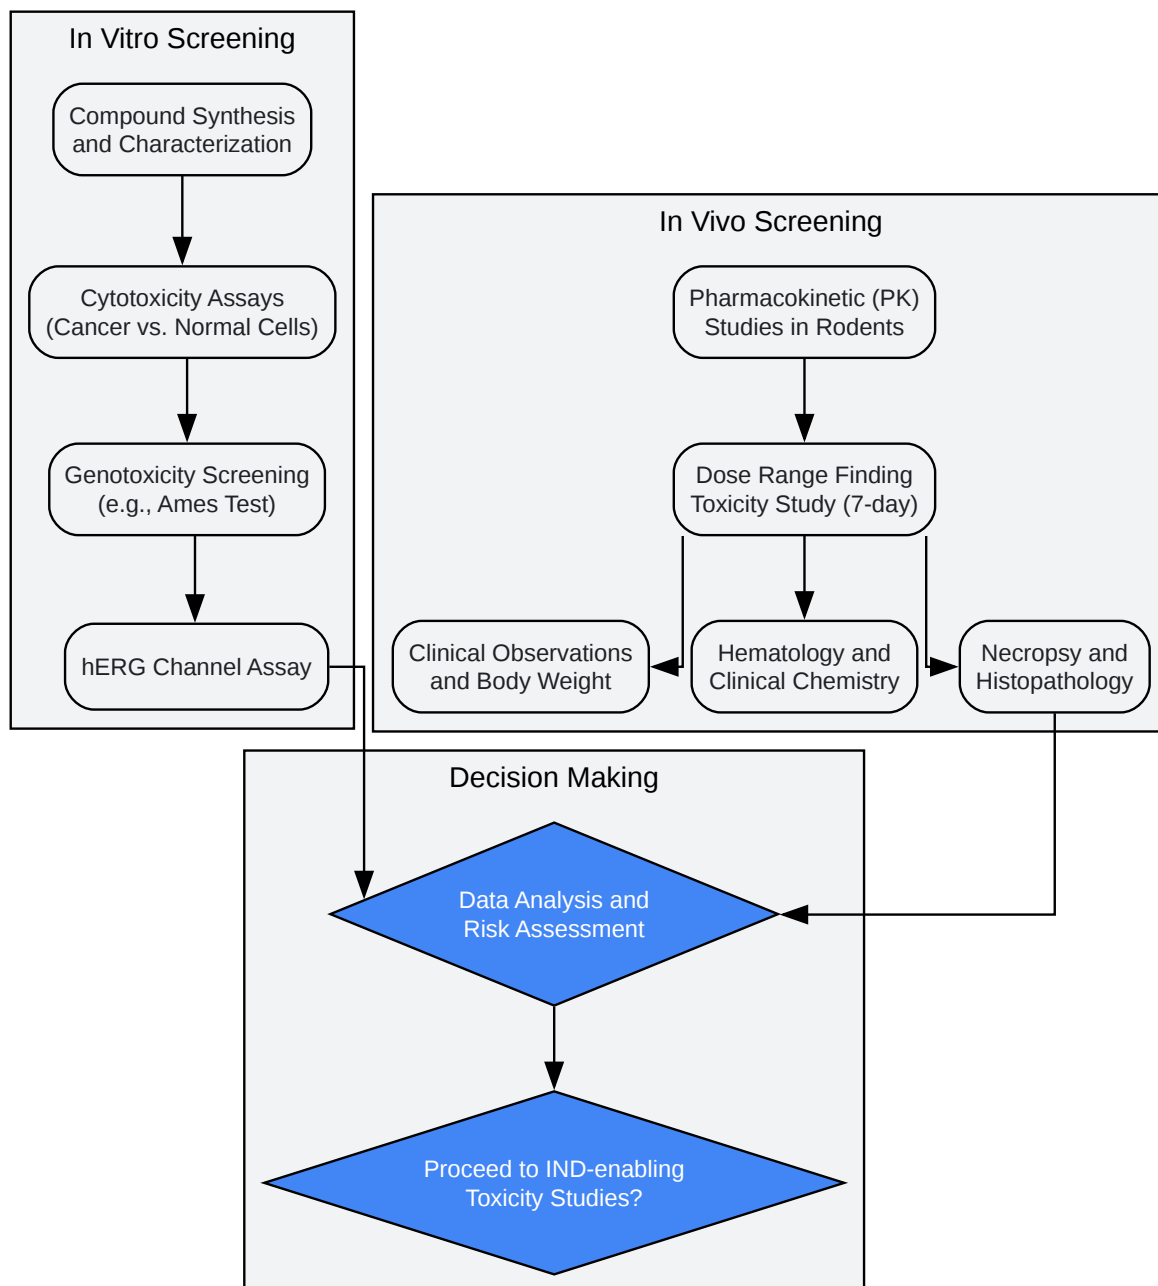 In Vitro Screening
Compound Synthesis
and Characterization
Cytotoxicity Assays
(Cancer vs. Normal Cells)
Genotoxicity Screening
(e.g., Ames Test)
hERG Channel Assay
In Vivo Screening
Pharmacokinetic (PK)
Studies in Rodents
Dose Range Finding
Toxicity Study (7-day)
Clinical Observations
and Body Weight
Hematology and
Clinical Chemistry
Necropsy and
Histopathology
Decision Making
Data Analysis and
Risk Assessment
Proceed to IND-enabling
Toxicity Studies?